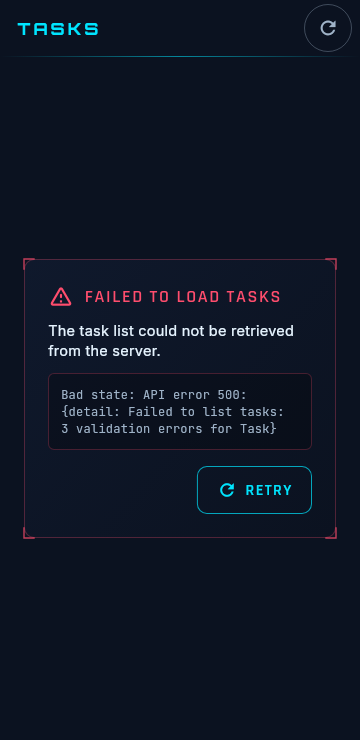 TASKS
FAILED TO LOAD TASKS
The task list could not be retrieved
from the server.
Bad state: API error 500:
{detail: Failed to list tasks:
3 validation errors for Task}
RETRY